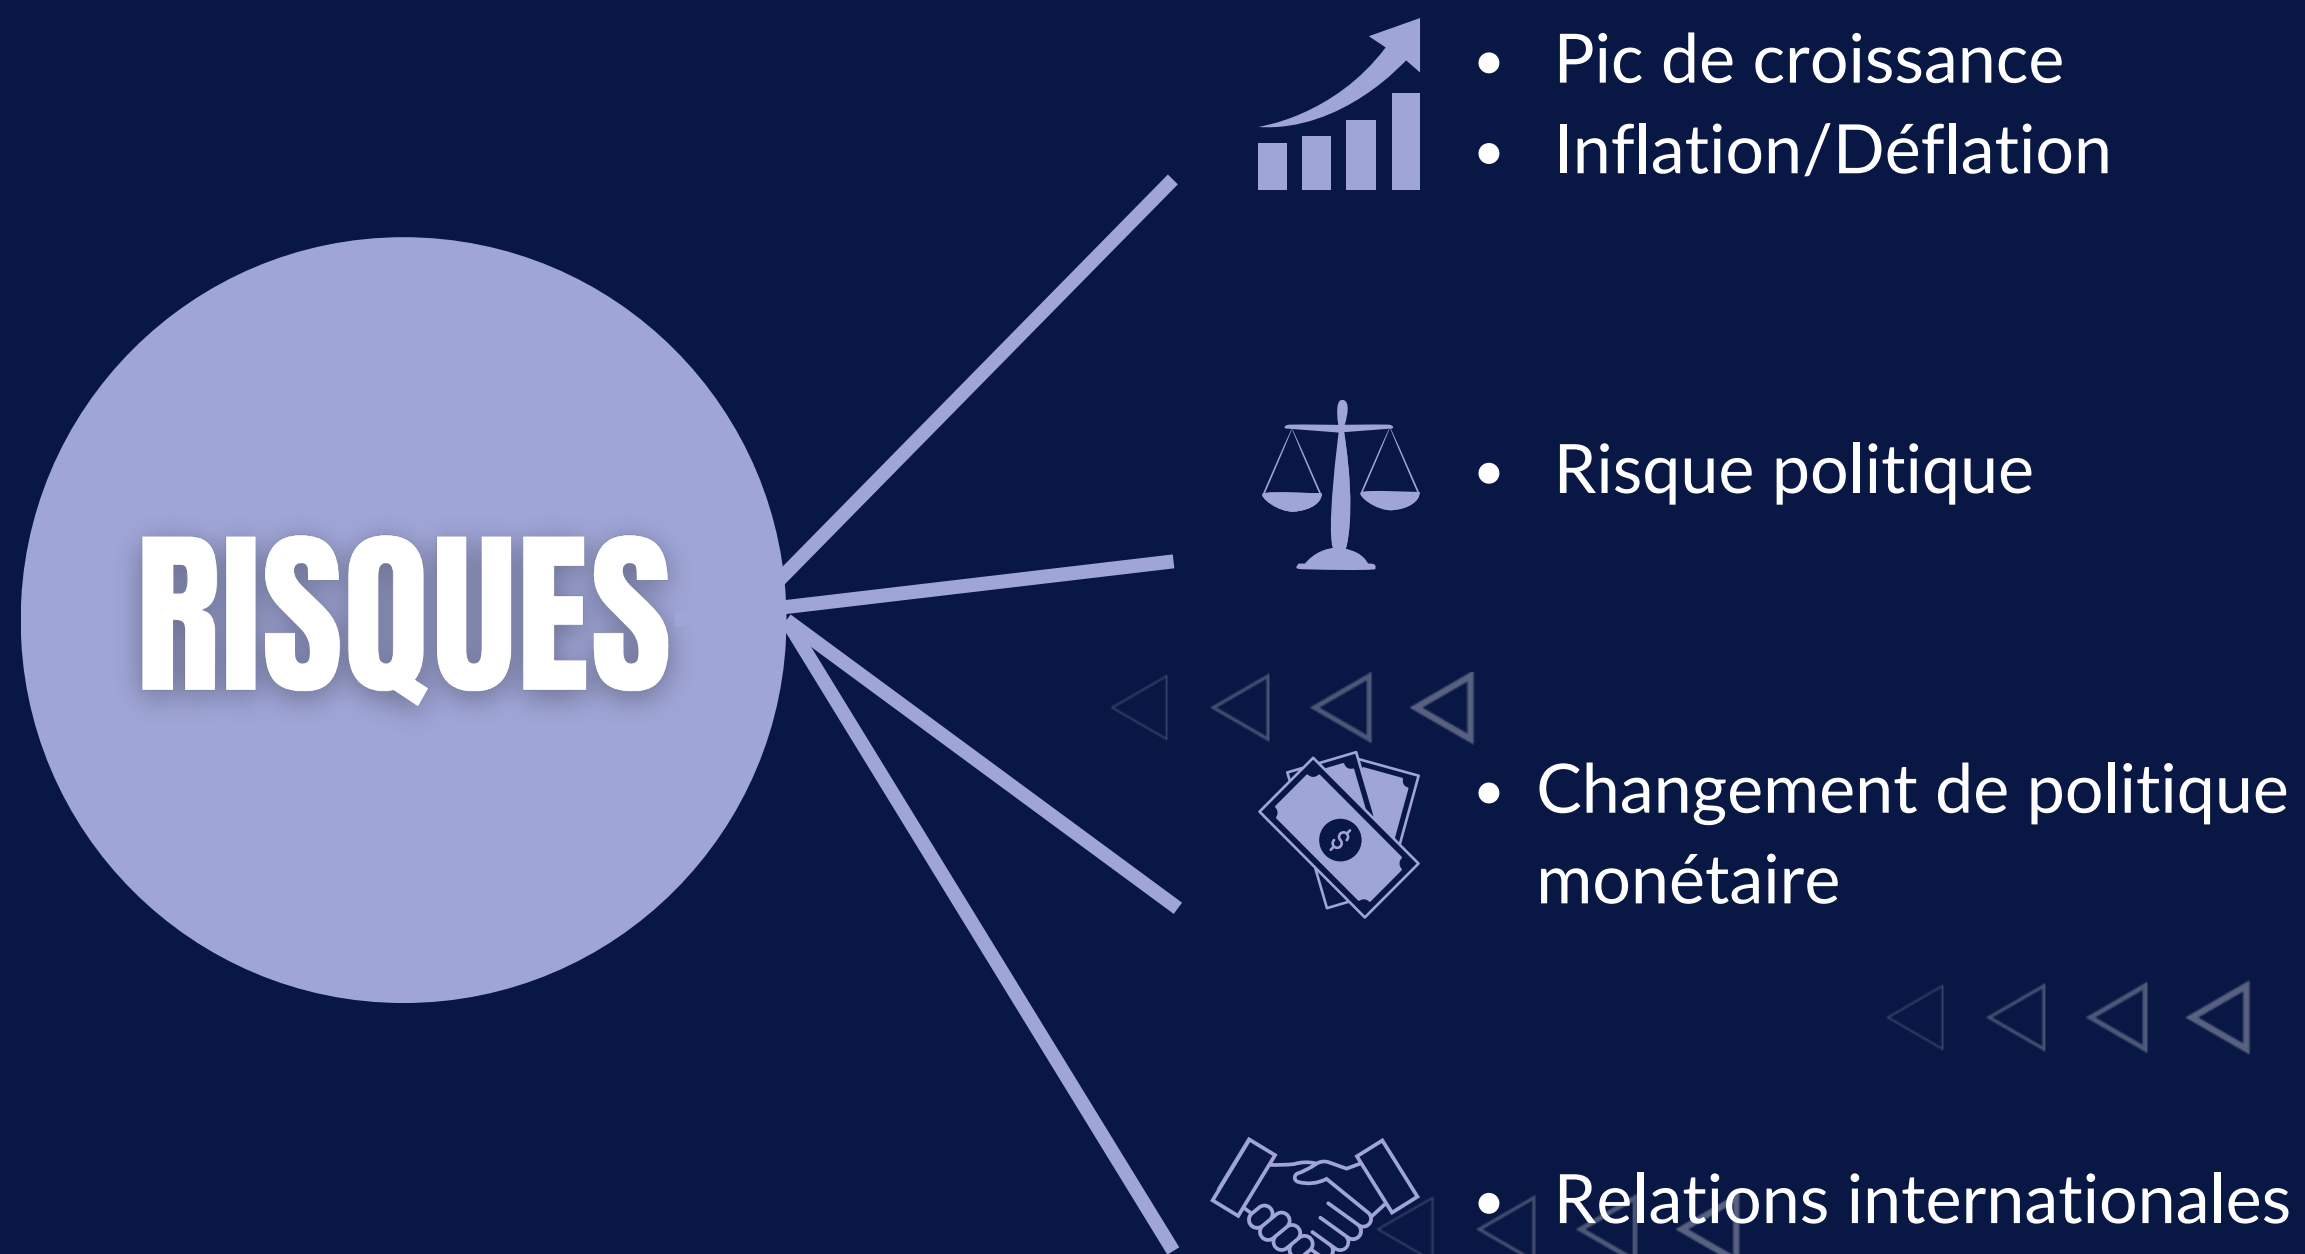 • Pic de croissance
• Inflation/Déflation
• Risque politique
RISQUES
• Changement de politique
monétaire
• Relations internationales